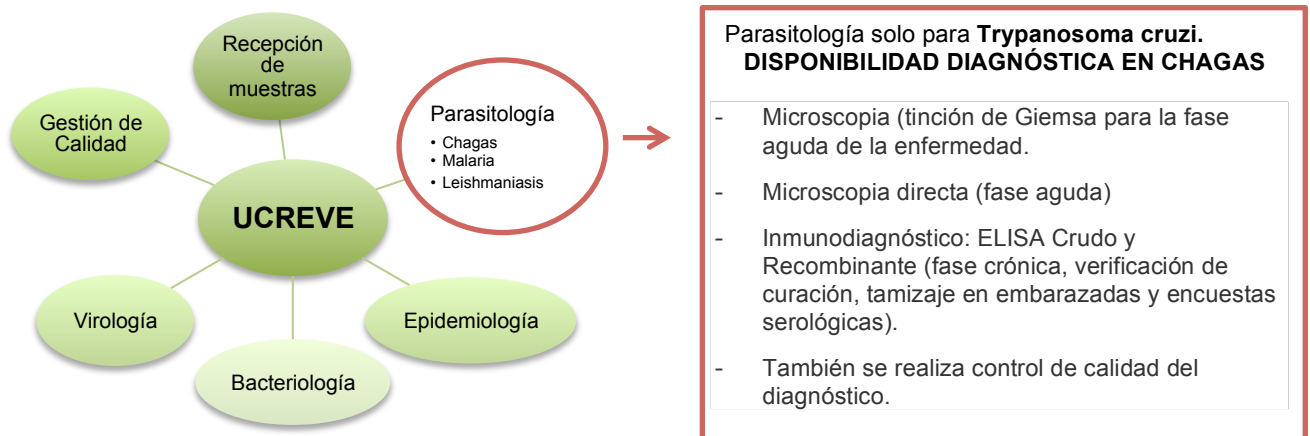 Recepción
de
muestras
Gestión de
Calidad
Parasitología
• Chagas
• Malaria
• Leishmaniasis
UCREVE
Virología
Epidemiología
Bacteriología
Parasitología solo para Trypanosoma cruzi.
DISPONIBILIDAD DIAGNÓSTICA EN CHAGAS
- Microscopia (tinción de Giemsa para la fase
aguda de la enfermedad.
- Microscopia directa (fase aguda)
- Inmunodiagnóstico: ELISA Crudo y
Recombinante (fase crónica, verificación de
curación, tamizaje en embarazadas y encuestas
serológicas).
- También se realiza control de calidad del
diagnóstico.